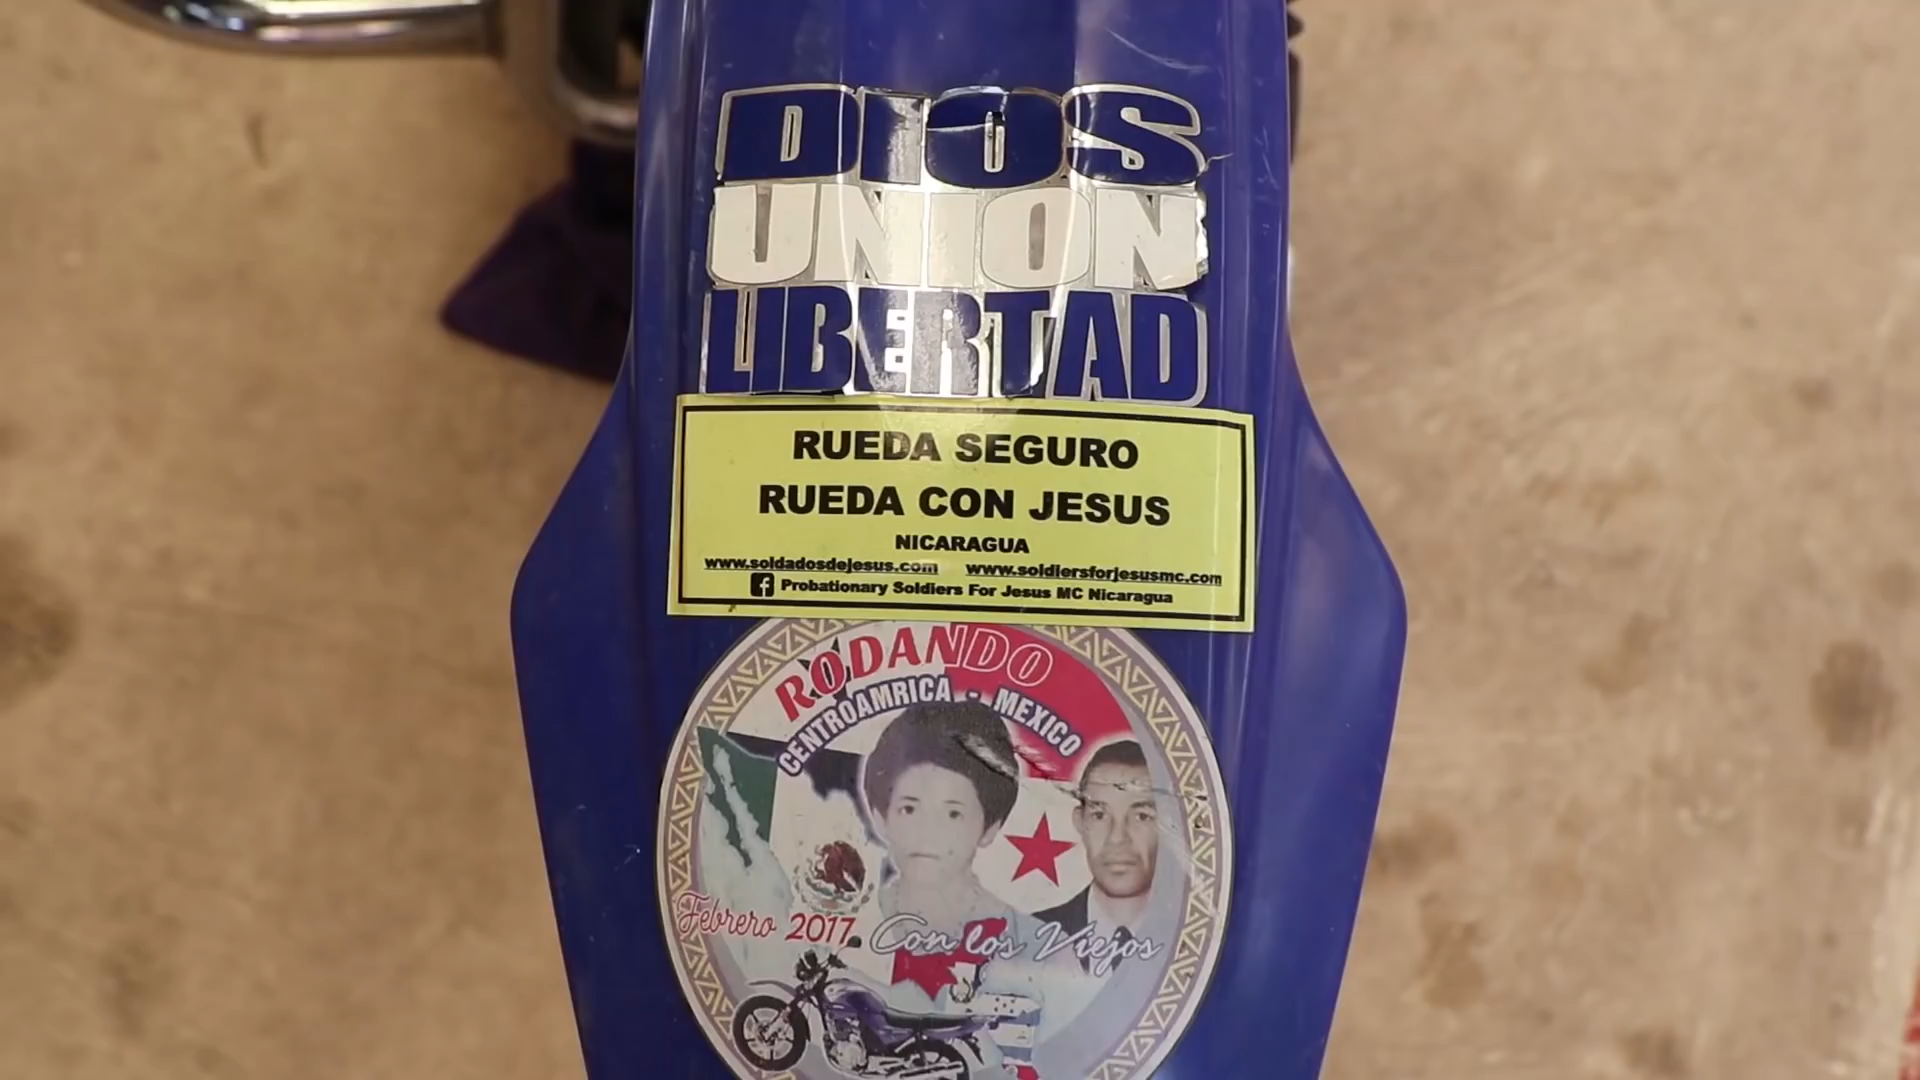 DIOS
UNION
LIBERTAD
RUEDA SEGURO
RUEDA CON JESUS
NICARAGUA
www.soldadosdejesus.com www.soldiersforjesusmc.com
Probationary Soldiers For Jesus MC Nicaragua
RODANDO
CENTROAMRICA - MEXICO
Febrero 2017 Con los Viejos